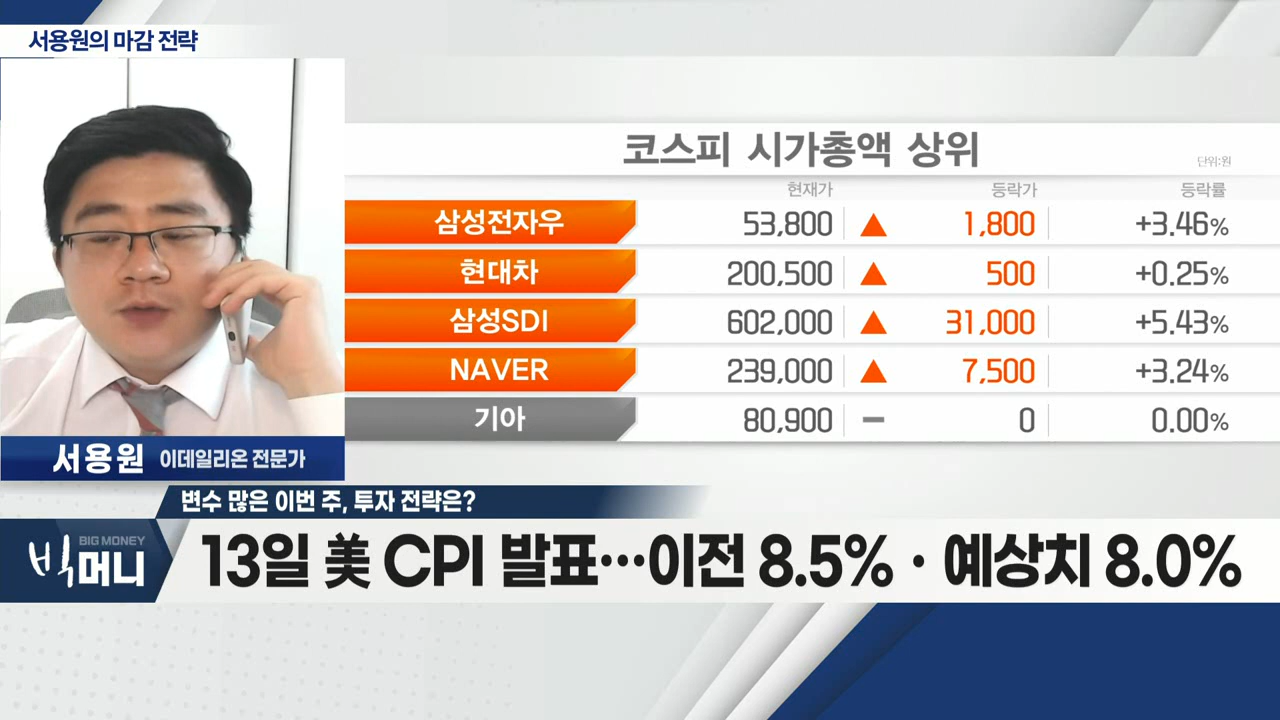 서용원의 마감 전략
코스피 시가총액 상위
단위:원
현재가 등락가 등락률
삼성전자우 53,800 ▲ 1,800 +3.46%
현대차 200,500 ▲ 500 +0.25%
삼성SDI 602,000 ▲ 31,000 +5.43%
NAVER 239,000 ▲ 7,500 +3.24%
기아 80,900 - 0 0.00%
서용원 이데일리온 전문가
변수 많은 이번 주, 투자 전략은?
BIG MONEY
빅머니
13일 美 CPI 발표…이전 8.5%·예상치 8.0%